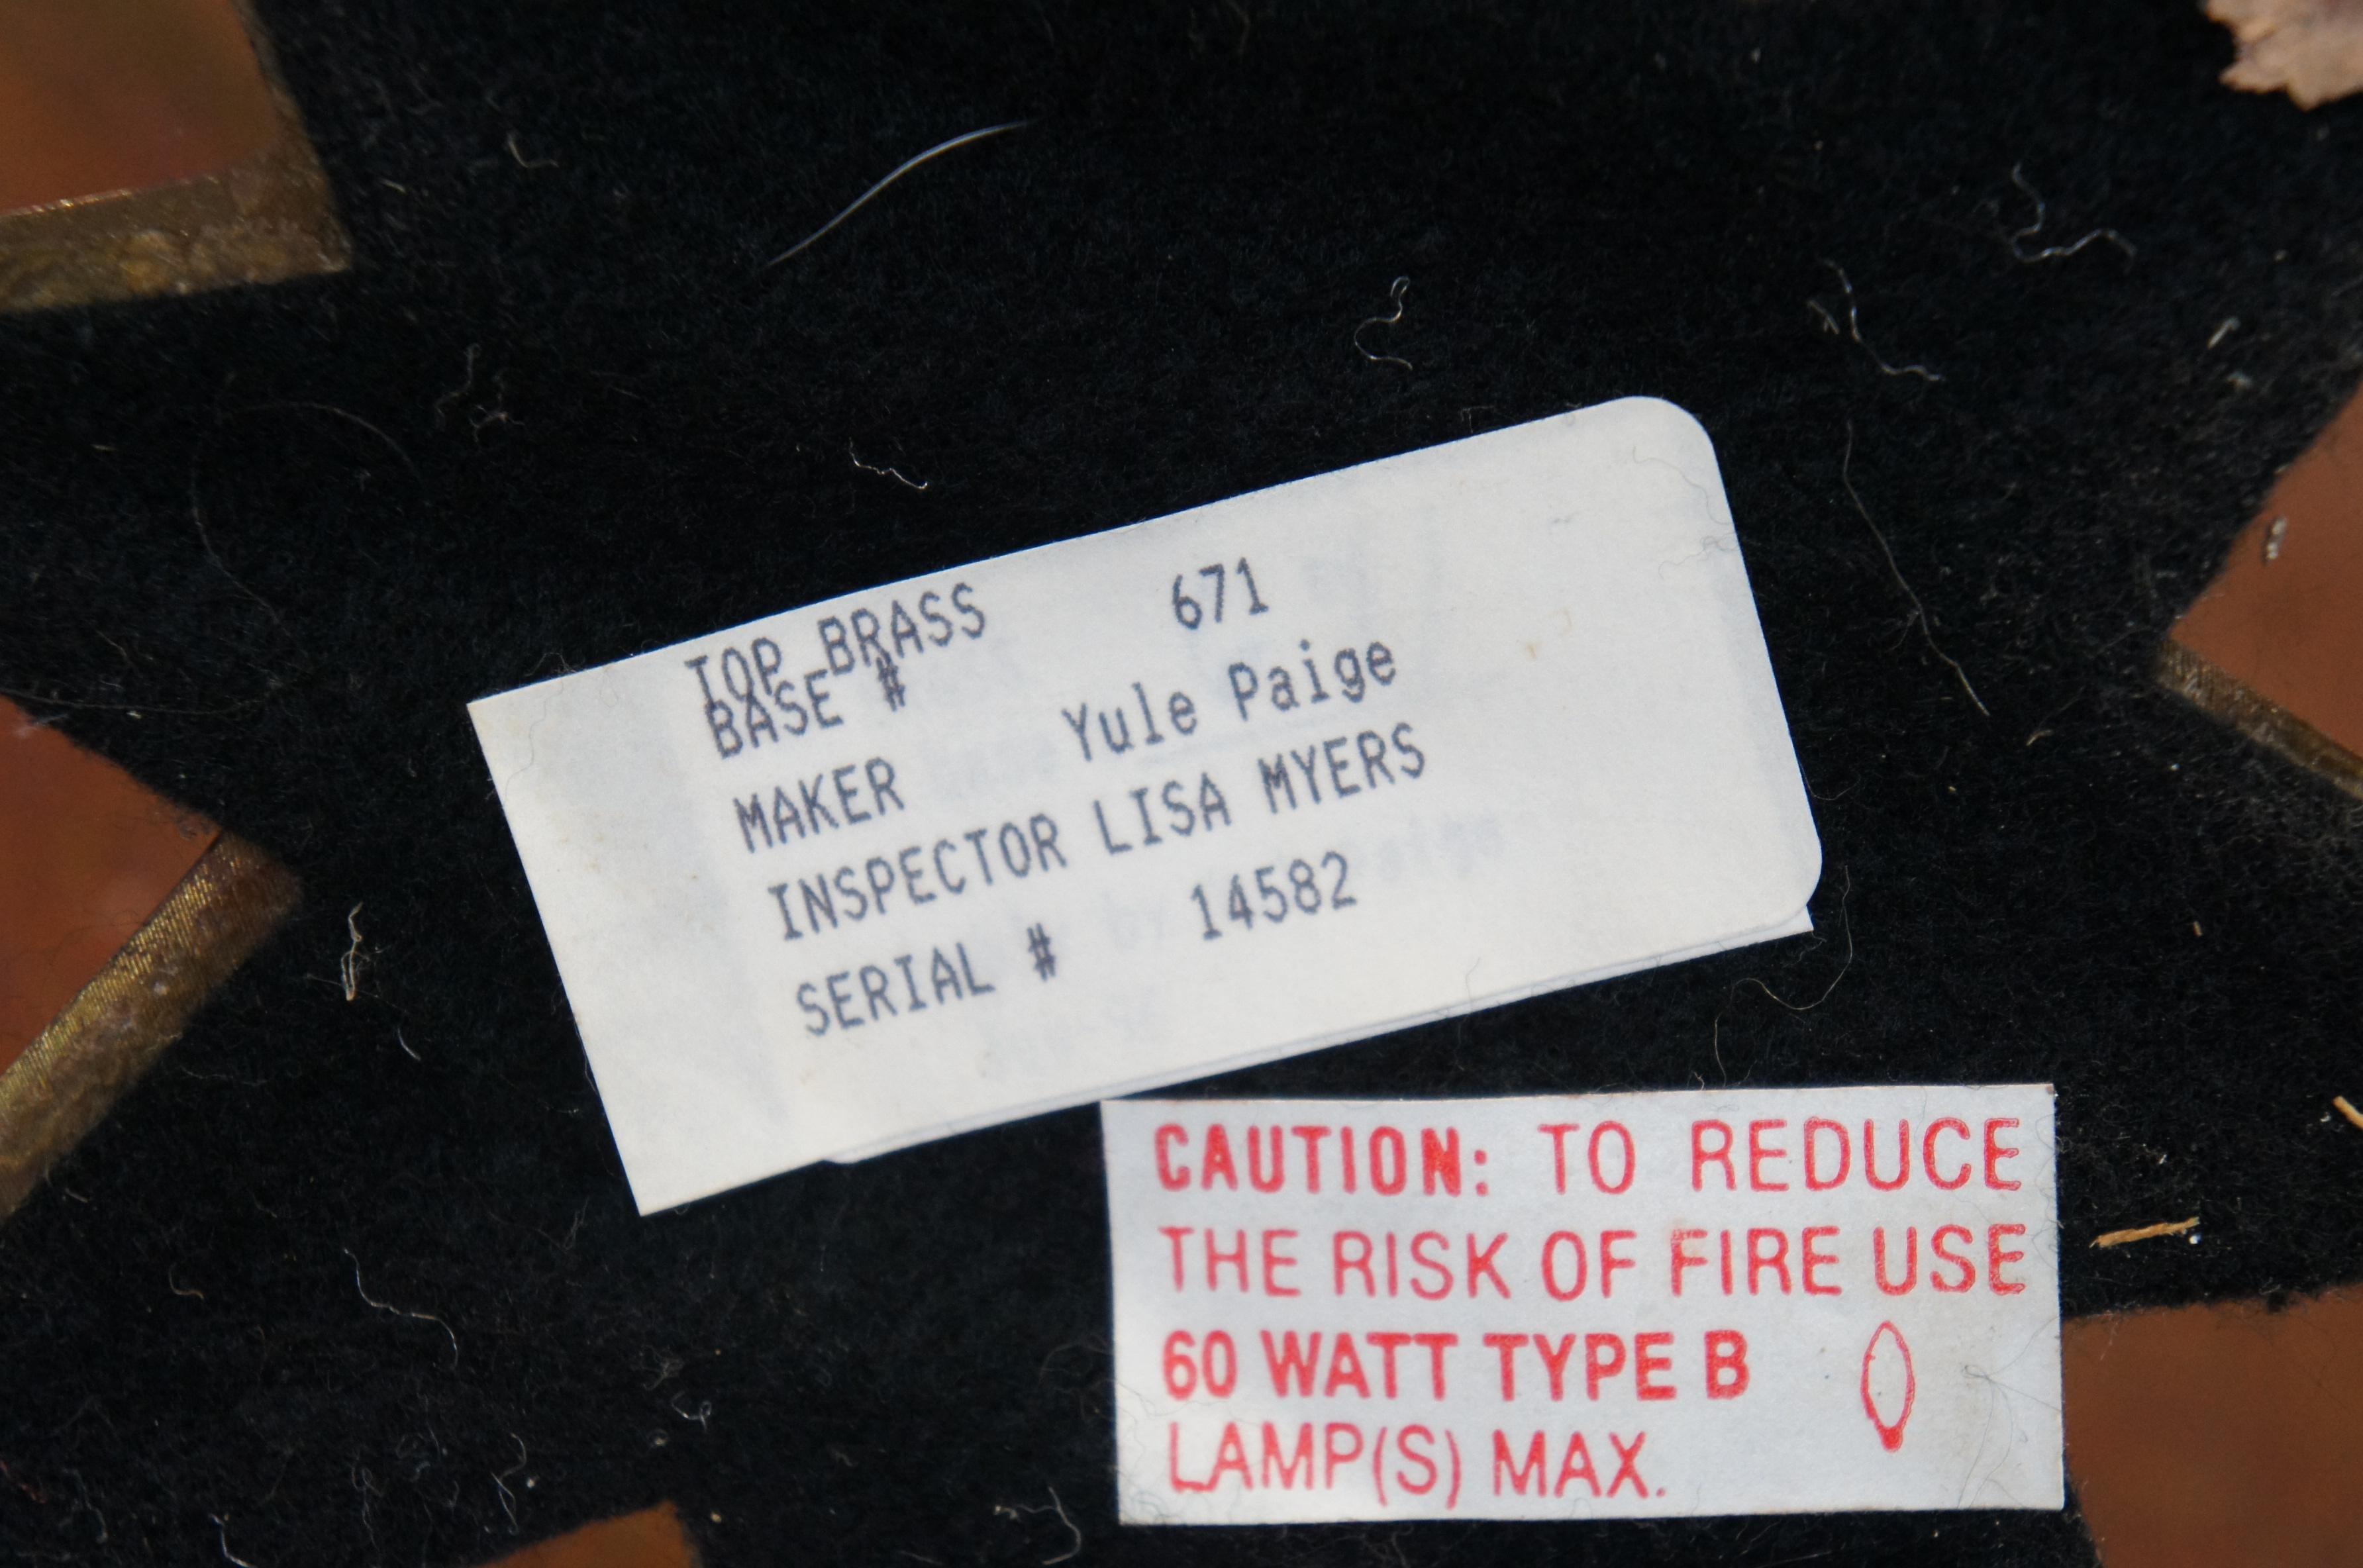 TOP BRASS 671
BASE #
MAKER Yule Paige
INSPECTOR LISA MYERS
SERIAL # 14582
CAUTION: TO REDUCE
THE RISK OF FIRE USE
60 WATT TYPE B
LAMP(S) MAX.